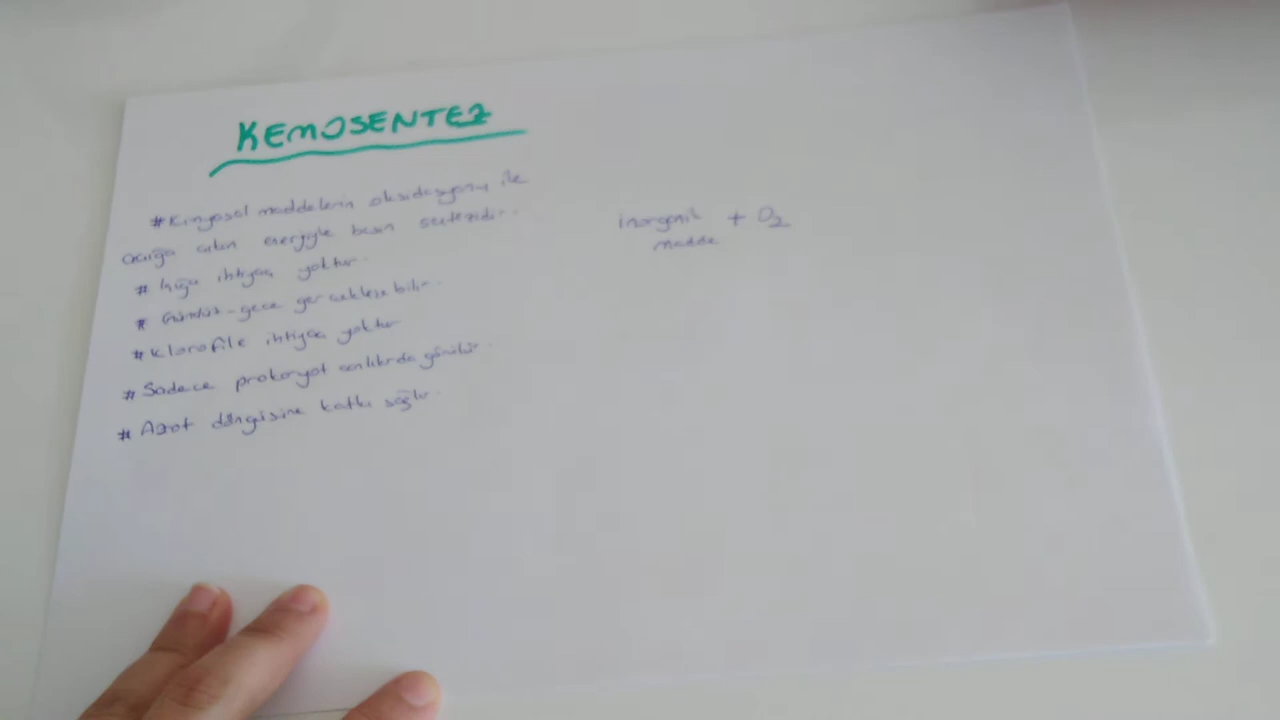 KEMOSENTEZ
# Kimyasal maddelerin oksidasyonu ile
açığa çıkan enerjiyle besin sentezidir.
# Işığa ihtiyaç yoktur.
# Gündüz-gece gerçekleşebilir.
# Klorofile ihtiyaç yoktur
# Sadece prokaryot canlılarda görülür.
# Azot döngüsüne katkı sağlar.
inorganik + O2
madde